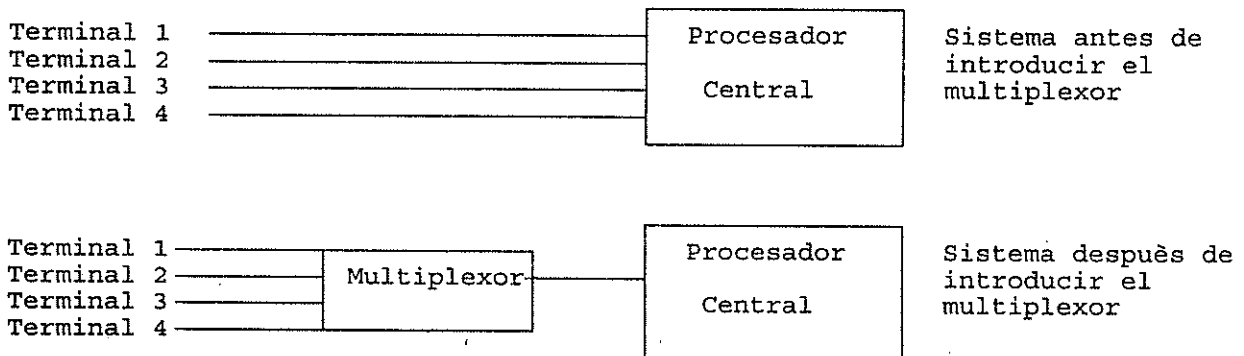 Terminal 1
Terminal 2
Terminal 3
Terminal 4
Procesador
Central
Sistema antes de
introducir el
multiplexor
Terminal 1
Terminal 2
Terminal 3
Terminal 4
Multiplexor
Procesador
Central
Sistema despuès de
introducir el
multiplexor